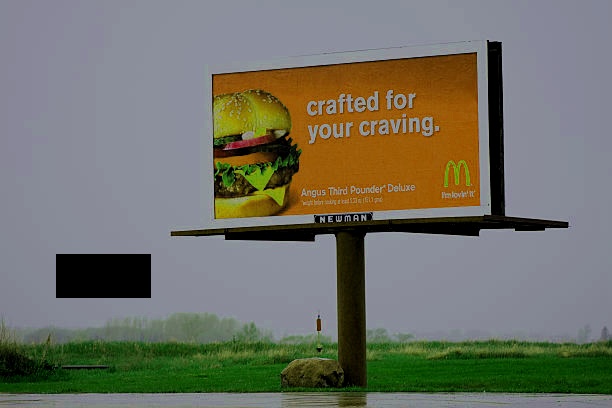 crafted for
your craving.
Angus Third Pounder® Deluxe
i'm lovin' it
NEWMAN